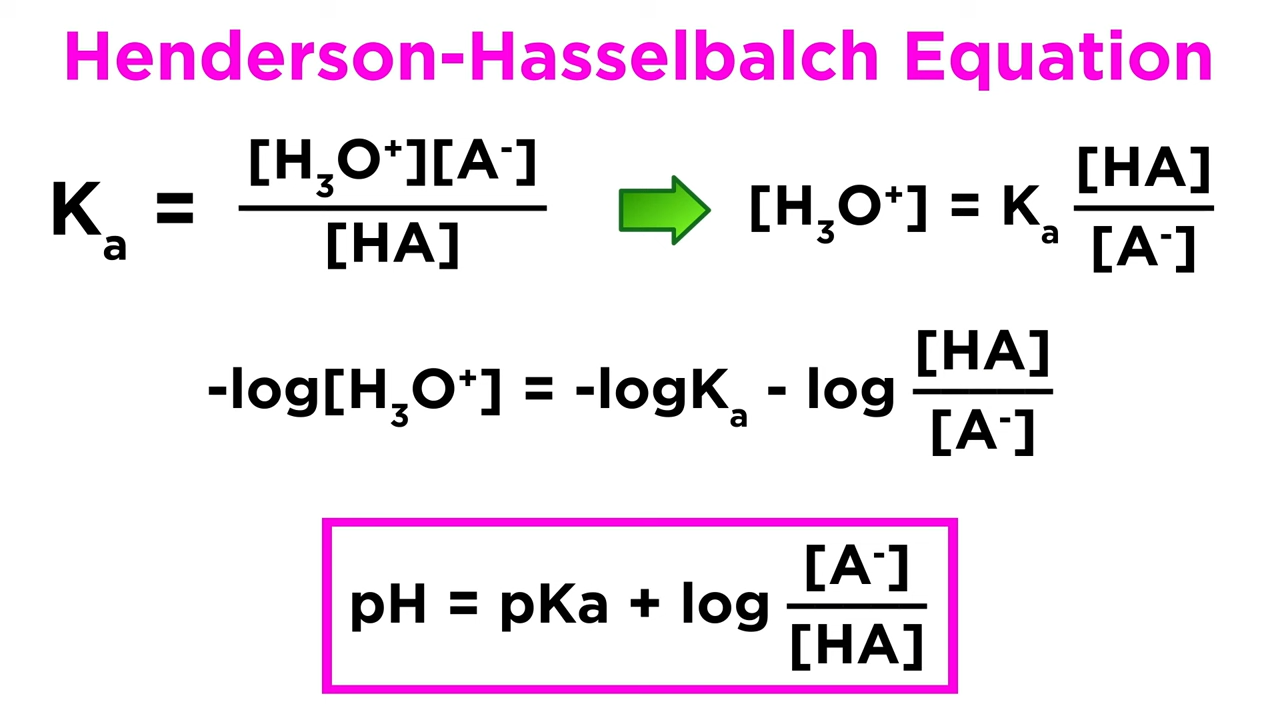 Henderson-Hasselbalch Equation
Kₐ = [H₃O⁺][A⁻] / [HA]
[H₃O⁺] = Kₐ [HA] / [A⁻]
-log[H₃O⁺] = -logKₐ - log [HA] / [A⁻]
pH = pKa + log [A⁻] / [HA]